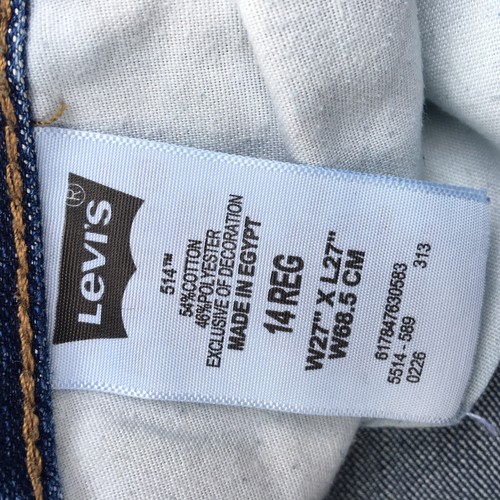 Levi's®
514™
54%COTTON
46%POLYESTER
EXCLUSIVE OF DECORATION
MADE IN EGYPT
14 REG
W27" X L27"
W68.5 CM
617847630583 313
5514-589
0226